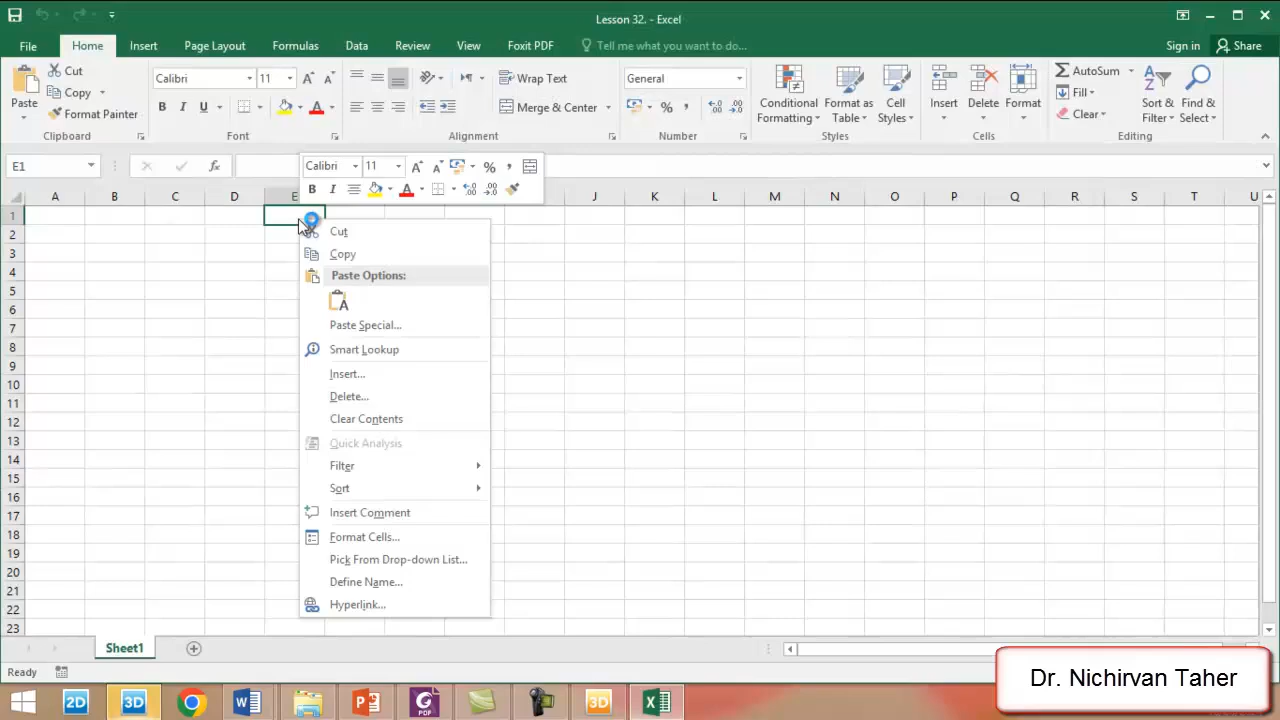 Lesson 32. - Excel
File Home Insert Page Layout Formulas Data Review View Foxit PDF Tell me what you want to do... Sign in Share
Paste
Cut
Copy
Format Painter
Clipboard
Calibri 11
B I U A
Font
Wrap Text
Merge & Center
Alignment
General
% ,
Number
Conditional Formatting
Format as Table
Cell Styles
Styles
Insert
Delete
Format
Cells
AutoSum
Fill
Clear
Sort & Filter
Find & Select
Editing
E1
fx
Calibri 11 A A % ,
B I A
A B C D E J K L M N O P Q R S T U
1
2
3
4
5
6
7
8
9
10
11
12
13
14
15
16
17
18
19
20
21
22
23
Cut
Copy
Paste Options:
A
Paste Special...
Smart Lookup
Insert...
Delete...
Clear Contents
Quick Analysis
Filter
Sort
Insert Comment
Format Cells...
Pick From Drop-down List...
Define Name...
Hyperlink...
Sheet1
Ready
Dr. Nichirvan Taher
2D 3D W P G PDF 3D X